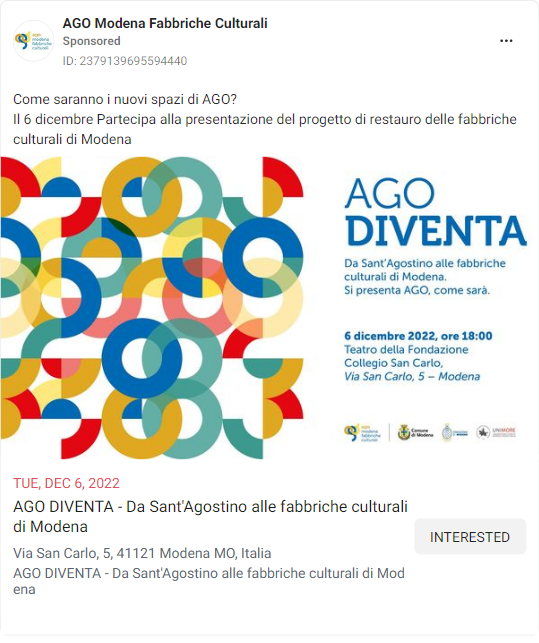 AGO Modena Fabbriche Culturali
Sponsored
ID: 2379139695594440
Come saranno i nuovi spazi di AGO?
Il 6 dicembre Partecipa alla presentazione del progetto di restauro delle fabbriche
culturali di Modena
AGO
DIVENTA
Da Sant'Agostino alle fabbriche
culturali di Modena.
Si presenta AGO, come sarà.
6 dicembre 2022, ore 18:00
Teatro della Fondazione
Collegio San Carlo,
Via San Carlo, 5 – Modena
ago
modena
fabbriche
culturali
Comune
di Modena
UNIMORE
TUE, DEC 6, 2022
AGO DIVENTA - Da Sant'Agostino alle fabbriche culturali
di Modena
INTERESTED
Via San Carlo, 5, 41121 Modena MO, Italia
AGO DIVENTA - Da Sant'Agostino alle fabbriche culturali di Mod
ena